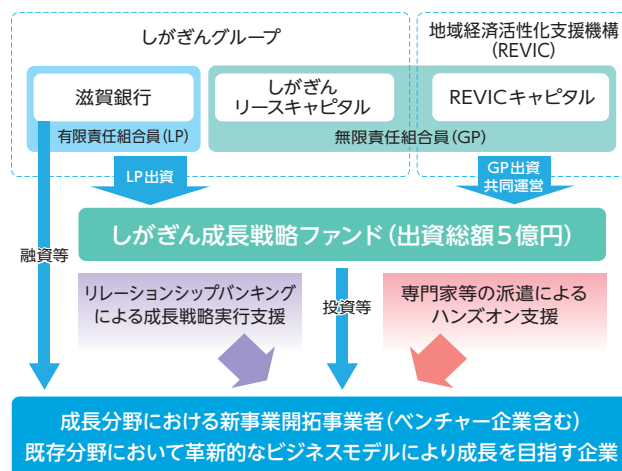 しがぎんグループ
地域経済活性化支援機構
(REVIC)
滋賀銀行
しがぎん
リースキャピタル
REVICキャピタル
有限責任組合員(LP)
無限責任組合員(GP)
LP出資
GP出資
共同運営
しがぎん成長戦略ファンド(出資総額5億円)
融資等
リレーションシップバンキング
による成長戦略実行支援
投資等
専門家等の派遣による
ハンズオン支援
成長分野における新事業開拓事業者(ベンチャー企業含む)
既存分野において革新的なビジネスモデルにより成長を目指す企業